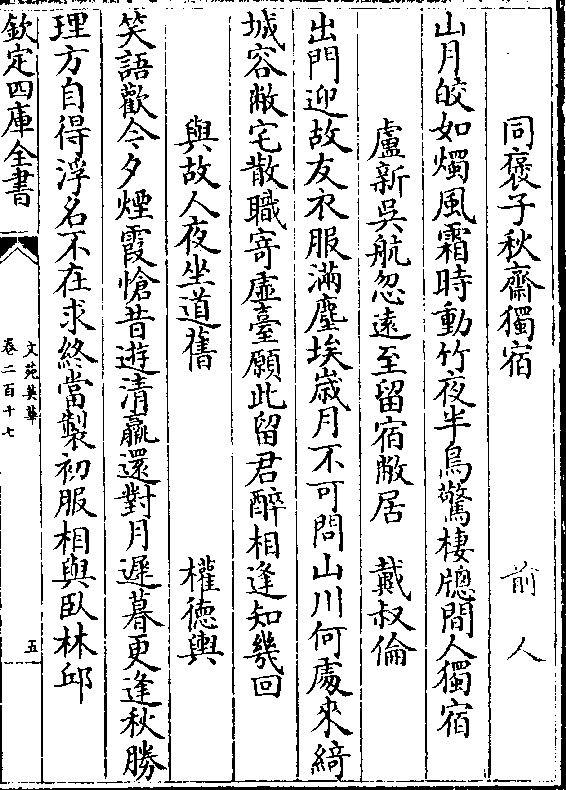 同襃子秋齋獨宿 前人
山月皎如燭風霜時動竹夜半鳥驚棲牕間人獨宿
盧新吳航忽遠至留宿敝居 戴叔倫
出門迎故友衣服滿塵埃歲月不可問山川何處來綺
城容敝宅散職寄虛臺願此留君醉相逢知幾回
與故人夜坐道舊 權德輿
笑語歡今夕煙霞愴昔遊清羸還對月遲暮更逢秋勝
理方自得浮名不在求終當製初服相與臥林邱
欽定四庫全書
文苑英華
卷二百十七
五